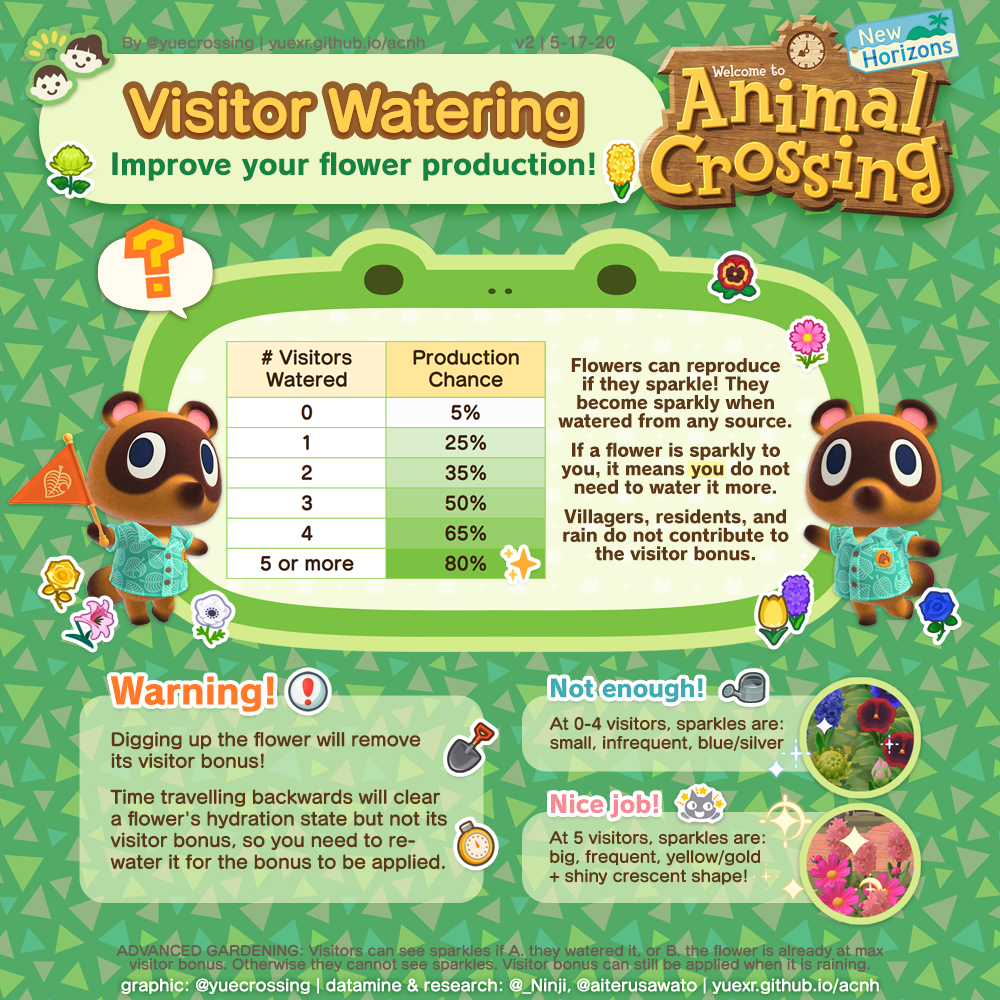 By @yuecrossing | yuexr.github.io/acnh
v2 | 5-17-20
New
Horizons
Welcome to
Animal
Crossing
Visitor Watering
Improve your flower production!
?
# Visitors
Watered
Production
Chance
0 5%
1 25%
2 35%
3 50%
4 65%
5 or more 80%
Flowers can reproduce
if they sparkle! They
become sparkly when
watered from any source.
If a flower is sparkly to
you, it means you do not
need to water it more.
Villagers, residents, and
rain do not contribute to
the visitor bonus.
Warning!
!
Digging up the flower will remove
its visitor bonus!
Time travelling backwards will clear
a flower's hydration state but not its
visitor bonus, so you need to re-
water it for the bonus to be applied.
Not enough!
At 0-4 visitors, sparkles are:
small, infrequent, blue/silver
Nice job!
At 5 visitors, sparkles are:
big, frequent, yellow/gold
+ shiny crescent shape!
ADVANCED GARDENING: Visitors can see sparkles if A. they watered it, or B. the flower is already at max
visitor bonus. Otherwise they cannot see sparkles. Visitor bonus can still be applied when it is raining.
graphic: @yuecrossing | datamine & research: @_Ninji, @aiterusawato | yuexr.github.io/acnh